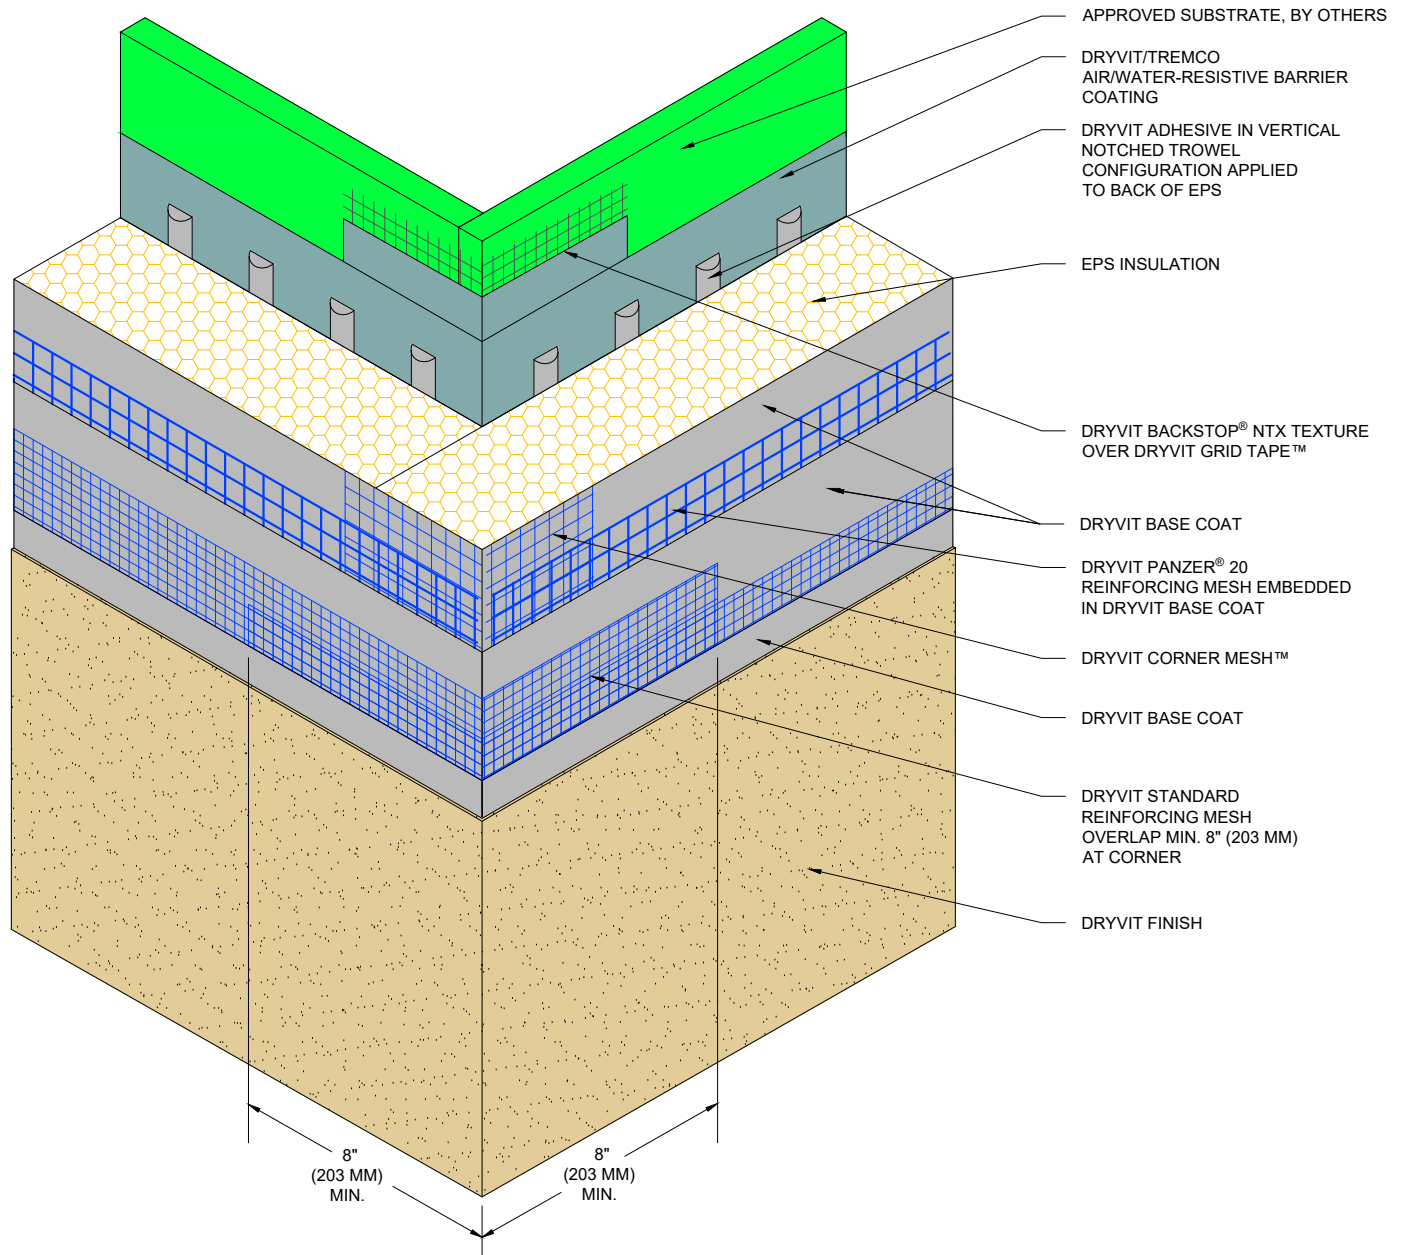 APPROVED SUBSTRATE, BY OTHERS
DRYVIT/TREMCO
AIR/WATER-RESISTIVE BARRIER
COATING
DRYVIT ADHESIVE IN VERTICAL
NOTCHED TROWEL
CONFIGURATION APPLIED
TO BACK OF EPS
EPS INSULATION
DRYVIT BACKSTOP® NTX TEXTURE
OVER DRYVIT GRID TAPE™
DRYVIT BASE COAT
DRYVIT PANZER® 20
REINFORCING MESH EMBEDDED
IN DRYVIT BASE COAT
DRYVIT CORNER MESH™
DRYVIT BASE COAT
DRYVIT STANDARD
REINFORCING MESH
OVERLAP MIN. 8" (203 MM)
AT CORNER
DRYVIT FINISH
8"
(203 MM)
MIN.
8"
(203 MM)
MIN.